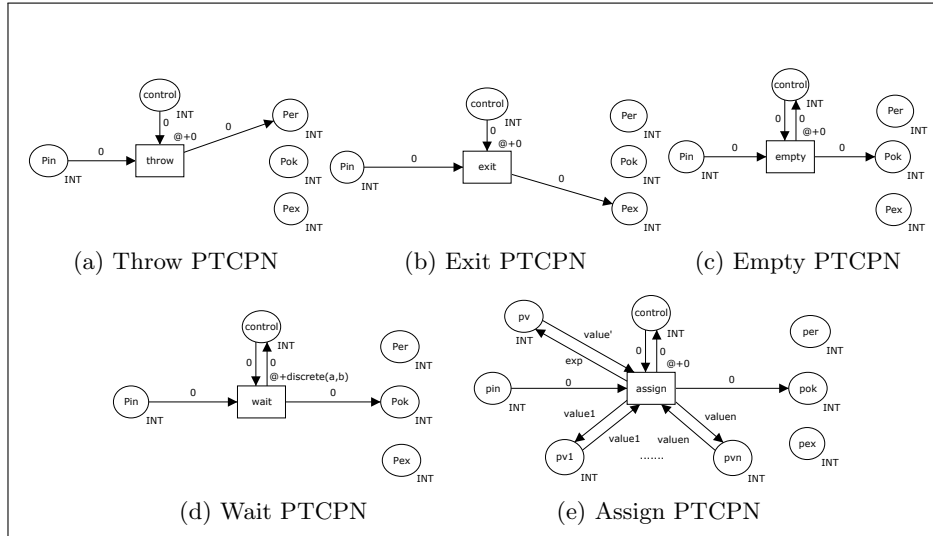 control
INT
0
@+0
0
Per
INT
Pin
INT
0
throw
Pok
INT
Pex
INT
(a) Throw PTCPN
control
INT
0
@+0
Per
INT
Pin
INT
0
exit
Pok
INT
0
Pex
INT
(b) Exit PTCPN
control
INT
0 0
@+0
Per
INT
Pin
INT
0
empty
0
Pok
INT
Pex
INT
(c) Empty PTCPN
control
INT
0 0
@+discrete(a,b)
Per
INT
Pin
INT
0
wait
0
Pok
INT
Pex
INT
(d) Wait PTCPN
pv
INT
value'
exp
control
INT
0 0
@+0
per
INT
pin
INT
0
assign
0
pok
INT
value1
value1
valuen
valuen
pv1
INT
.......
pvn
INT
pex
INT
(e) Assign PTCPN